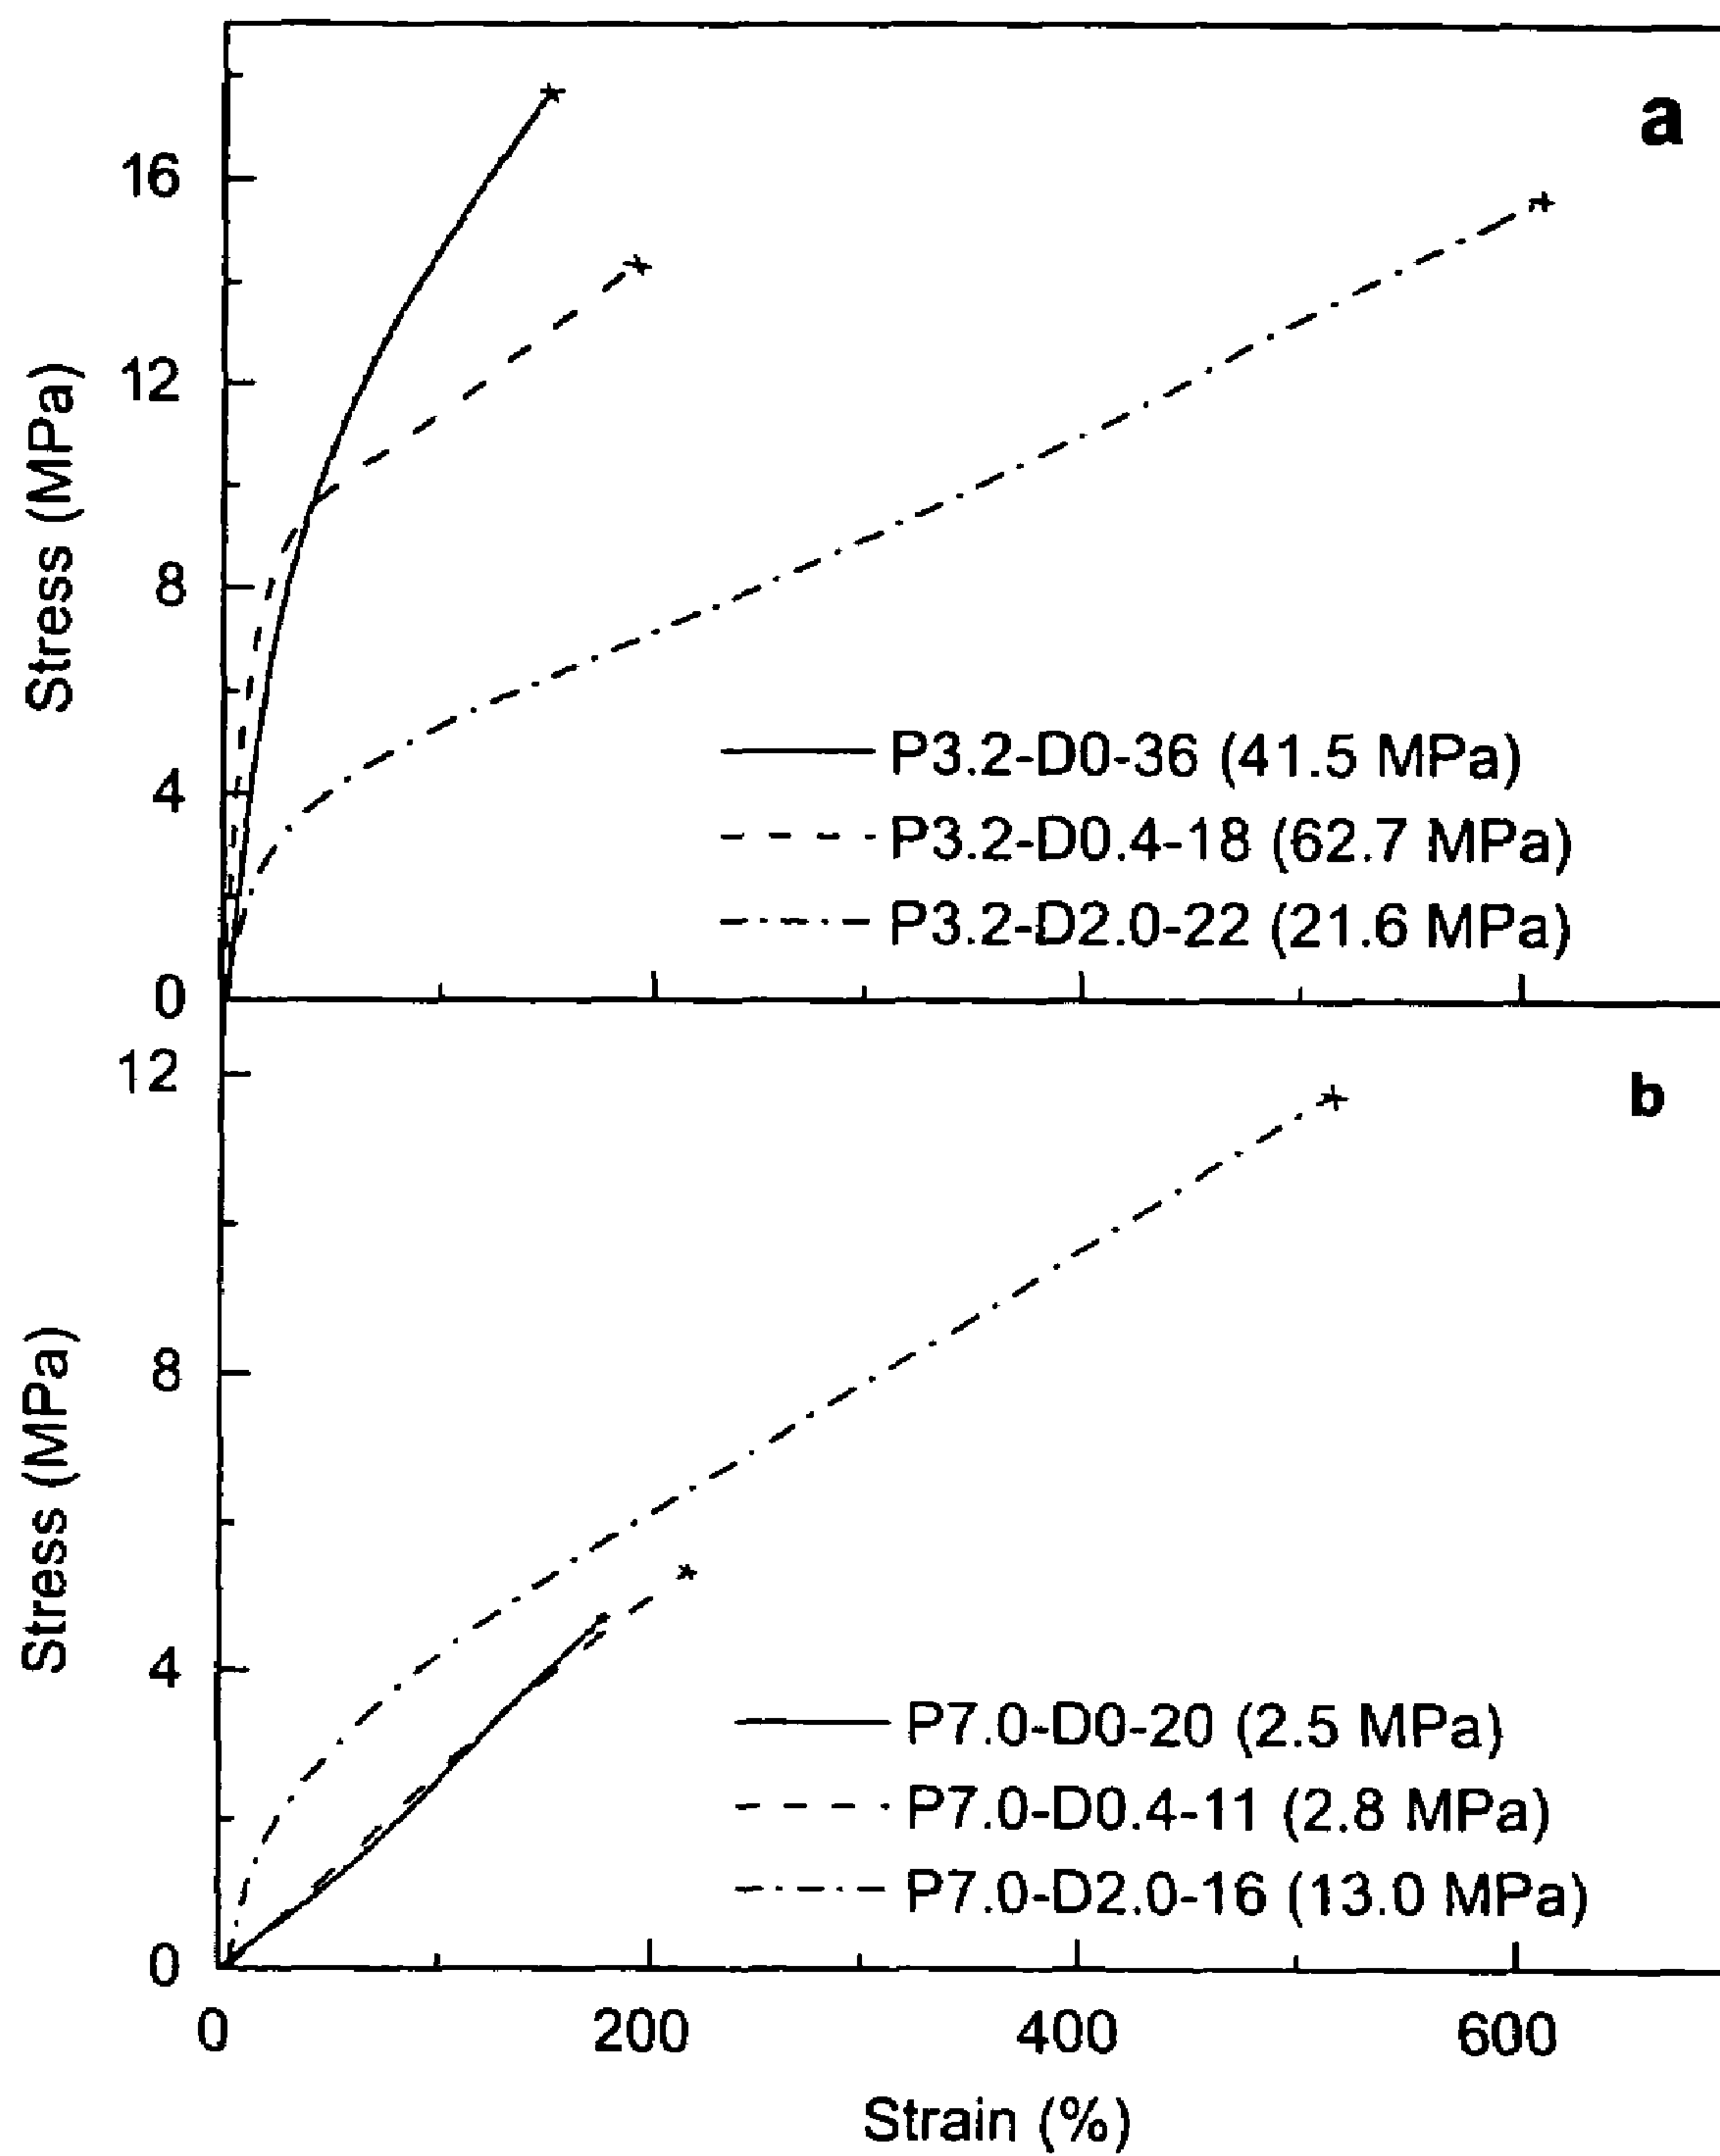 a
16
12
8
4
0
Stress (MPa)
P3.2-D0-36 (41.5 MPa)
P3.2-D0.4-18 (62.7 MPa)
P3.2-D2.0-22 (21.6 MPa)
b
12
8
4
0
Stress (MPa)
P7.0-D0-20 (2.5 MPa)
P7.0-D0.4-11 (2.8 MPa)
P7.0-D2.0-16 (13.0 MPa)
0 200 400 600
Strain (%)